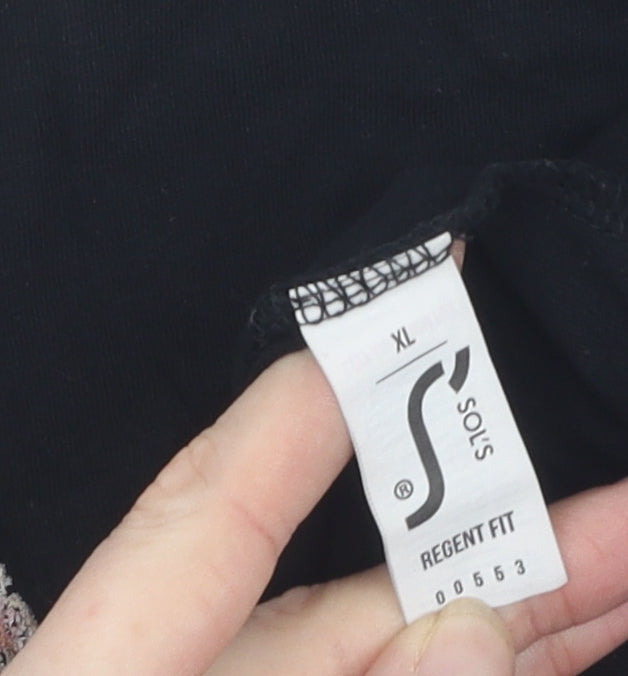 XL
SOL'S
®
REGENT FIT
00553